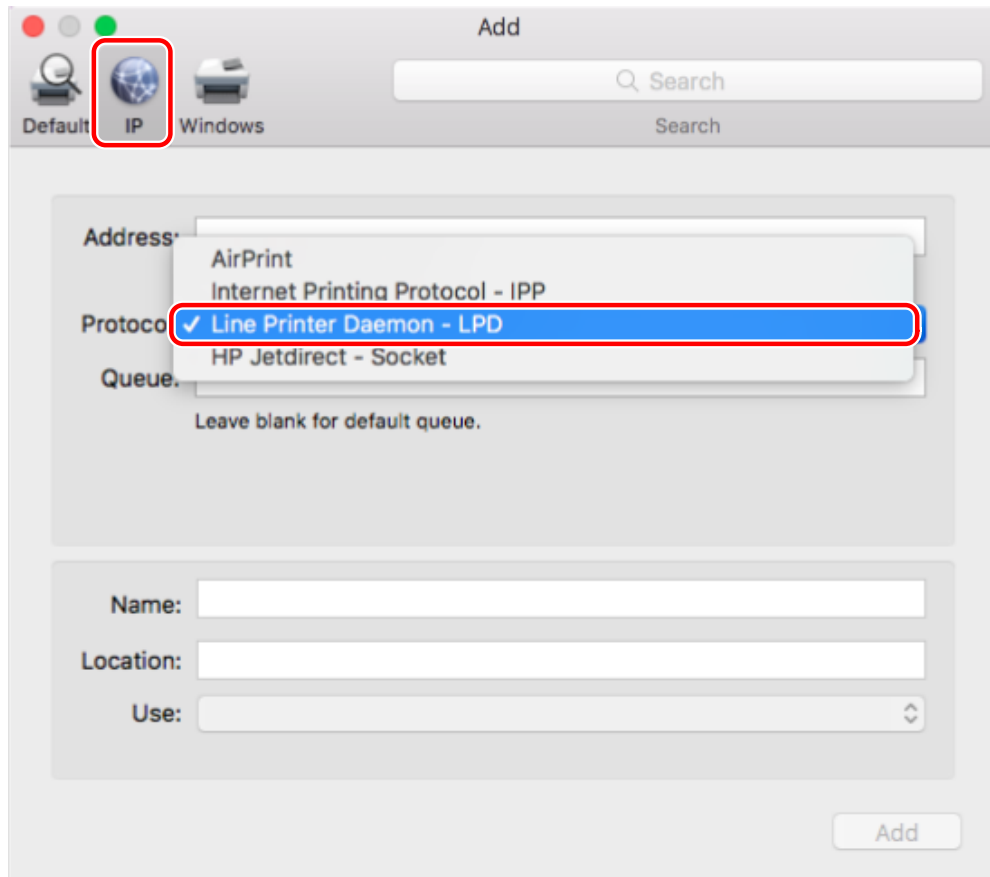 Add
Search
Default IP Windows Search
Address:
AirPrint
Internet Printing Protocol - IPP
Protoco ✓ Line Printer Daemon - LPD
HP Jetdirect - Socket
Queue:
Leave blank for default queue.
Name:
Location:
Use:
Add